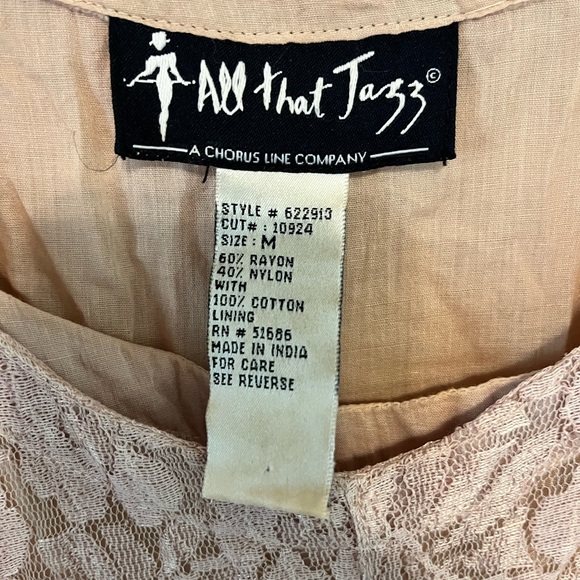 All that Jazz©
A CHORUS LINE COMPANY
STYLE # 622913
CUT# : 10924
SIZE : M
60% RAYON
40% NYLON
WITH
100% COTTON
LINING
RN # 51686
MADE IN INDIA
FOR CARE
SEE REVERSE